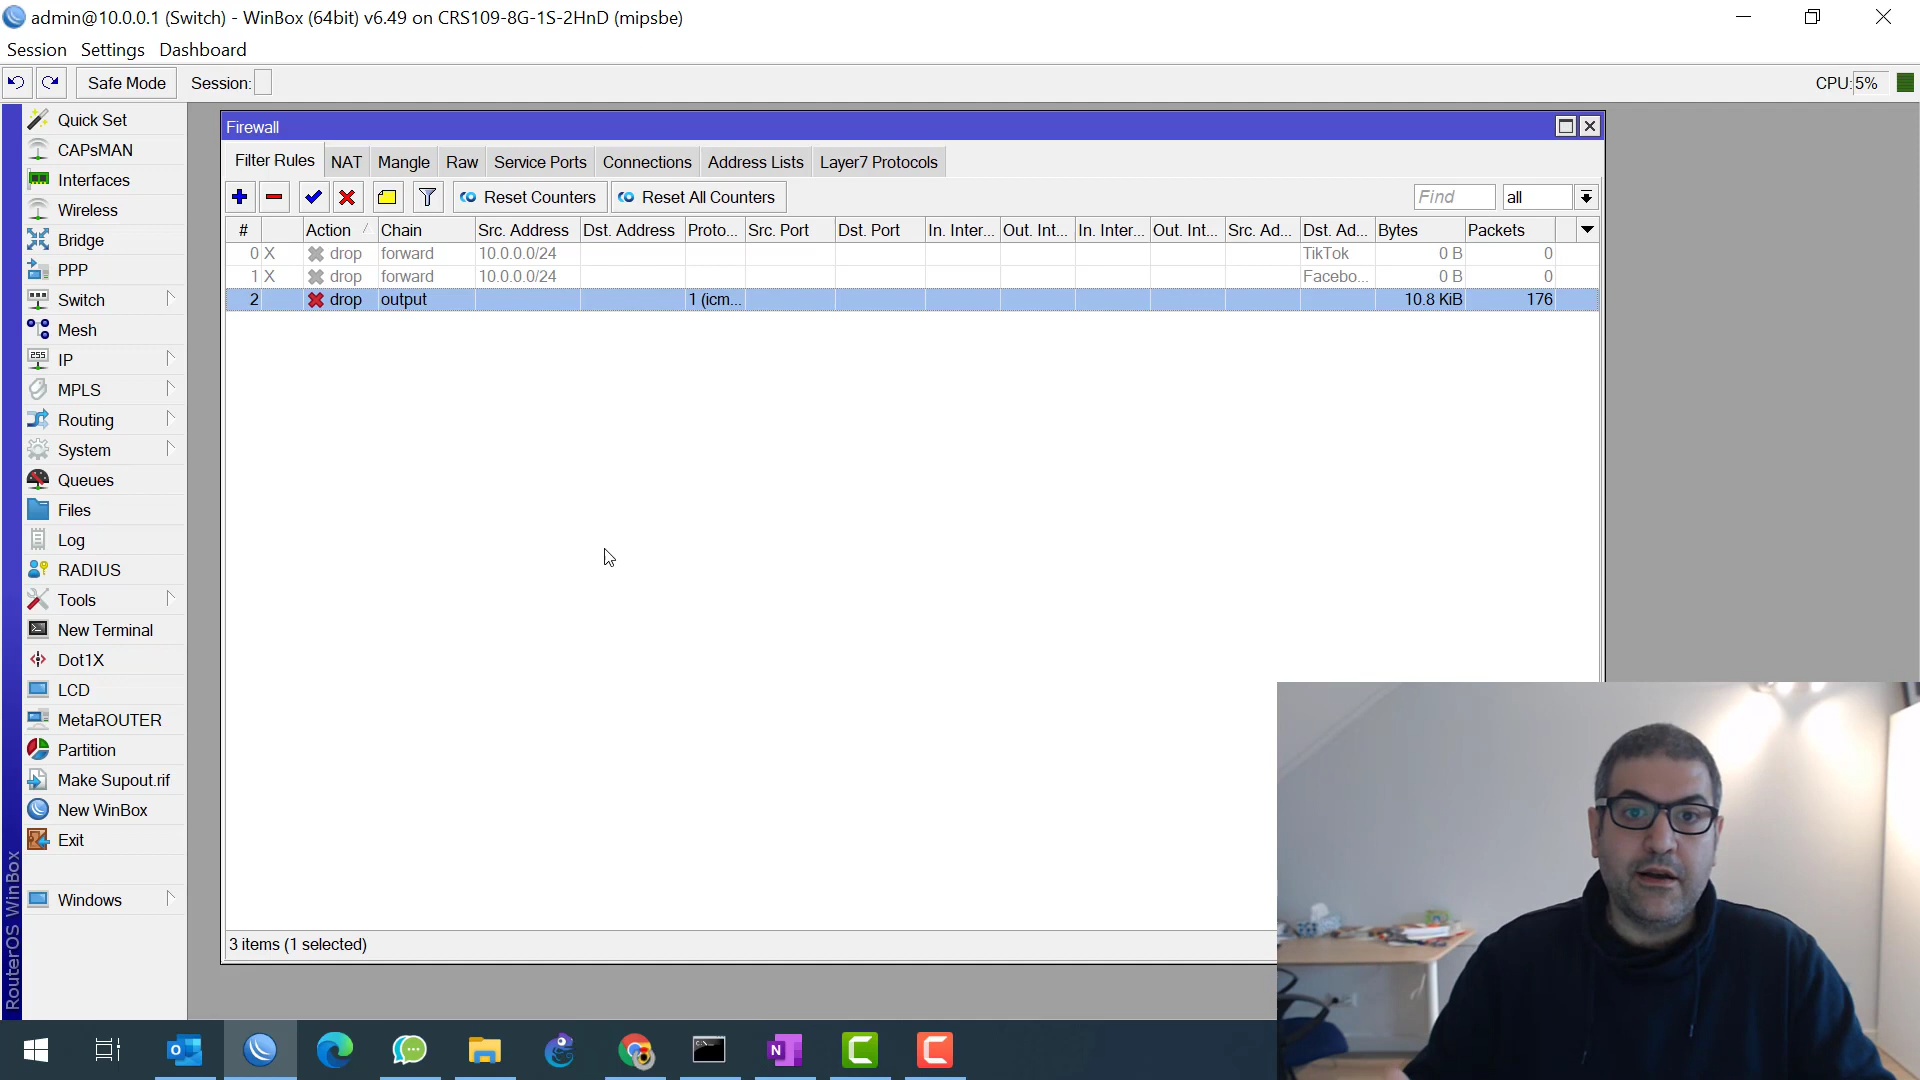 admin@10.0.0.1 (Switch) - WinBox (64bit) v6.49 on CRS109-8G-1S-2HnD (mipsbe)
Session Settings Dashboard
Safe Mode Session: CPU: 5%
Quick Set
CAPsMAN
Interfaces
Wireless
Bridge
PPP
Switch
Mesh
IP
MPLS
Routing
System
Queues
Files
Log
RADIUS
Tools
New Terminal
Dot1X
LCD
MetaROUTER
Partition
Make Supout.rif
New WinBox
Exit
Windows
RouterOS WinBox
Firewall
Filter Rules NAT Mangle Raw Service Ports Connections Address Lists Layer7 Protocols
Reset Counters Reset All Counters Find all
# Action Chain Src. Address Dst. Address Proto... Src. Port Dst. Port In. Inter... Out. Int... In. Inter... Out. Int... Src. Ad... Dst. Ad... Bytes Packets
0 X drop forward 10.0.0.0/24 TikTok 0 B 0
1 X drop forward 10.0.0.0/24 Facebo... 0 B 0
2 drop output 1 (icm... 10.8 KiB 176
3 items (1 selected)